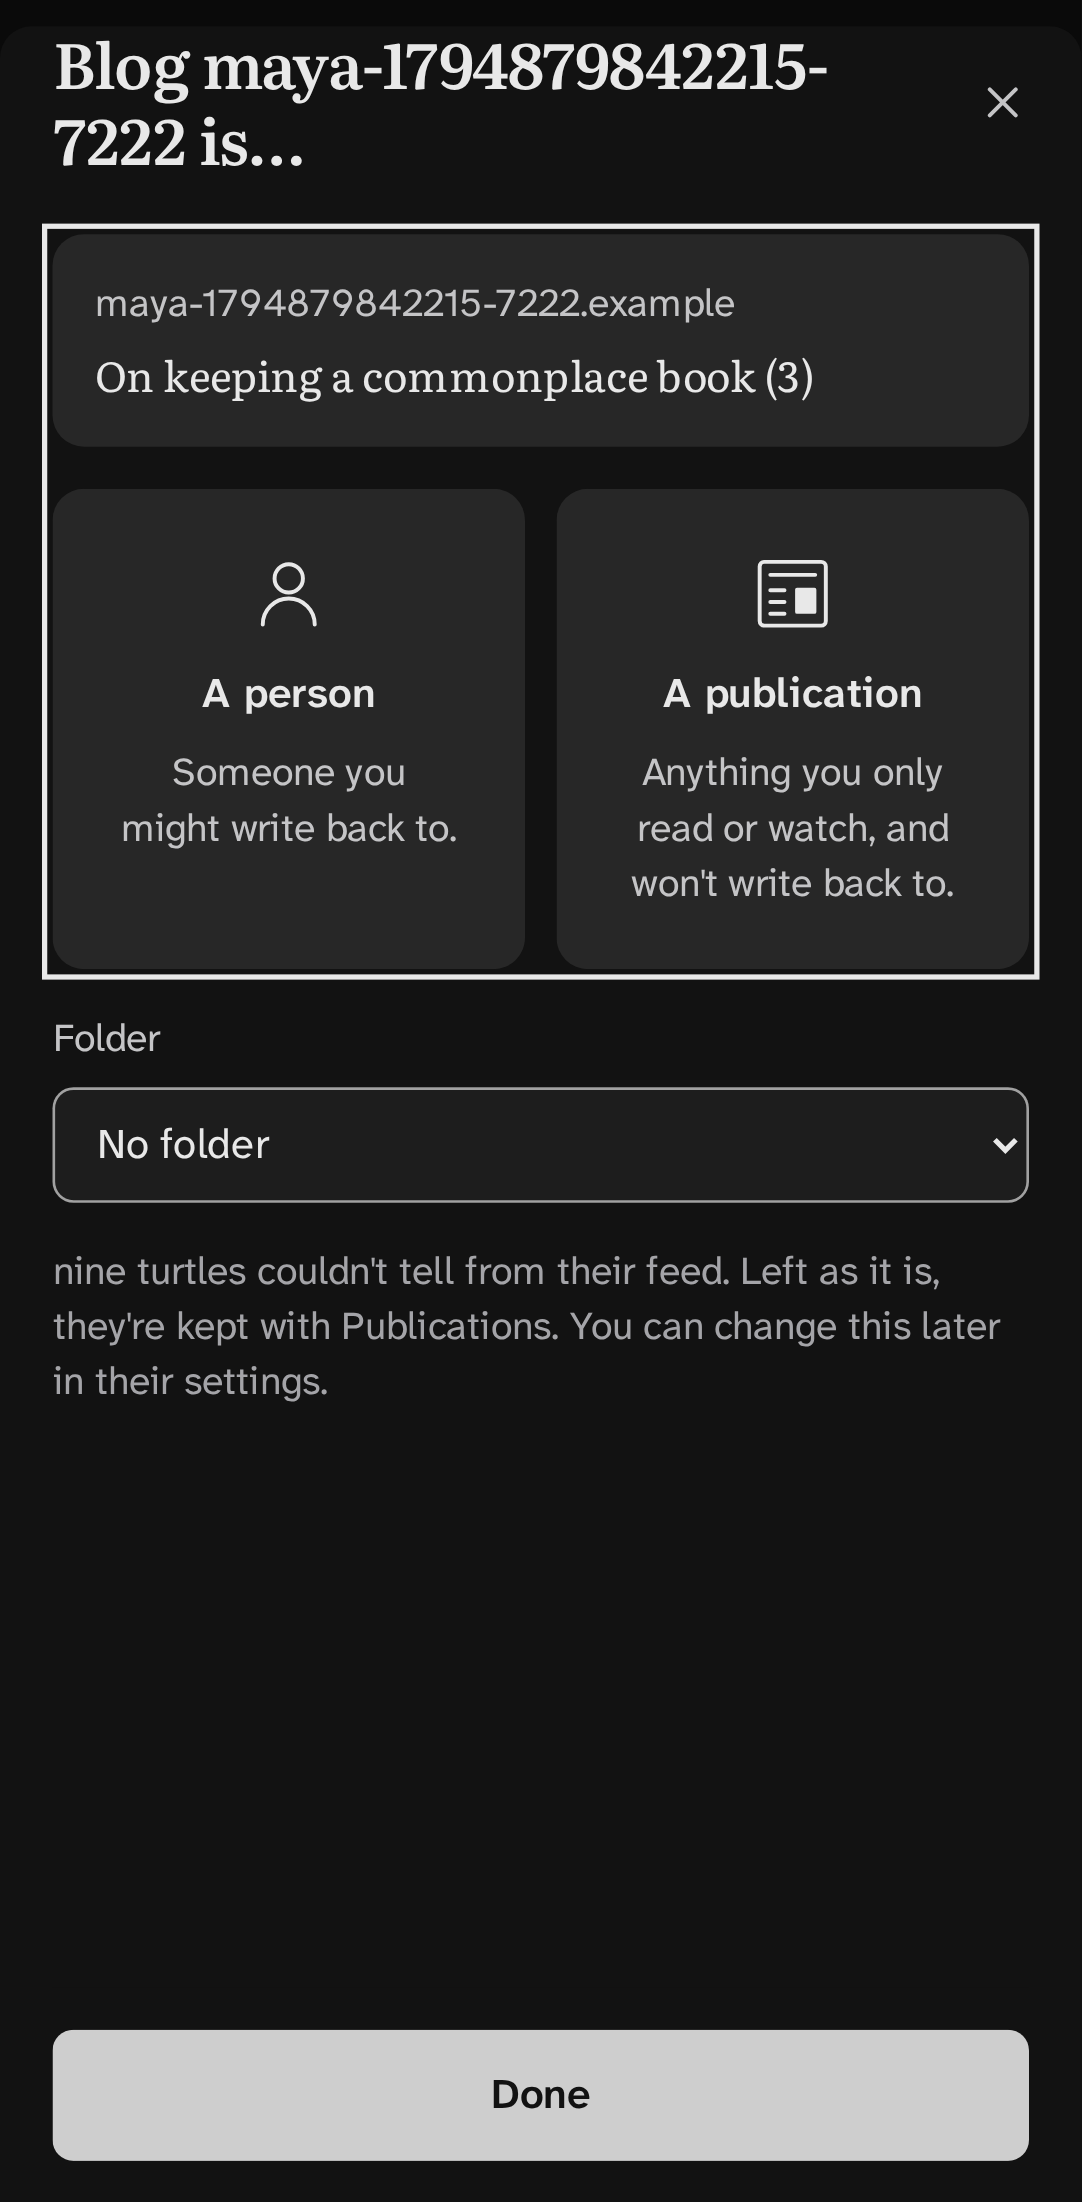 Blog maya-1794879842215-
7222 is...
maya-1794879842215-7222.example
On keeping a commonplace book (3)
A person
Someone you
might write back to.
A publication
Anything you only
read or watch, and
won't write back to.
Folder
No folder
nine turtles couldn't tell from their feed. Left as it is,
they're kept with Publications. You can change this later
in their settings.
Done